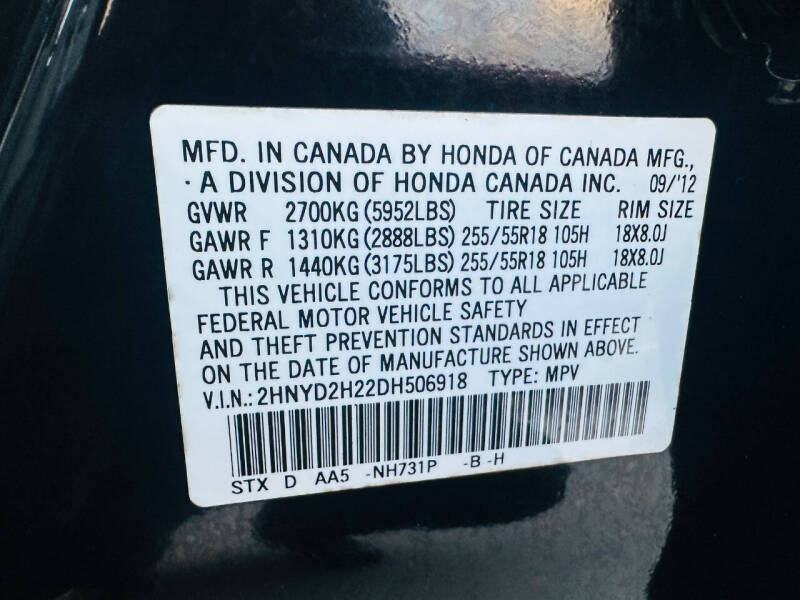 MFD. IN CANADA BY HONDA OF CANADA MFG.,
· A DIVISION OF HONDA CANADA INC. 09/'12
GVWR 2700KG (5952LBS) TIRE SIZE RIM SIZE
GAWR F 1310KG (2888LBS) 255/55R18 105H 18X8.0J
GAWR R 1440KG (3175LBS) 255/55R18 105H 18X8.0J
THIS VEHICLE CONFORMS TO ALL APPLICABLE
FEDERAL MOTOR VEHICLE SAFETY
AND THEFT PREVENTION STANDARDS IN EFFECT
ON THE DATE OF MANUFACTURE SHOWN ABOVE.
V.I.N.: 2HNYD2H22DH506918 TYPE: MPV
STX D AA5 -NH731P -B -H